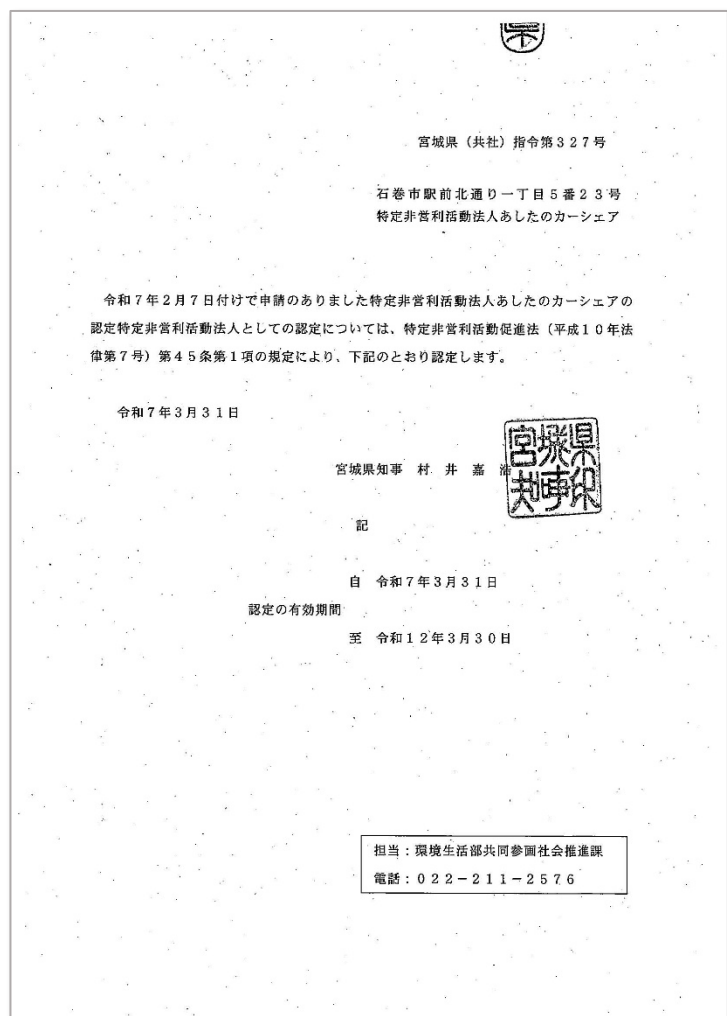 宮城県（共社）指令第３２７号
石巻市駅前北通り一丁目５番２３号
特定非営利活動法人あしたのカーシェア
令和７年２月７日付けで申請のありました特定非営利活動法人あしたのカーシェアの
認定特定非営利活動法人としての認定については、特定非営利活動促進法（平成１０年法
律第７号）第４５条第１項の規定により、下記のとおり認定します。
令和７年３月３１日
宮城県知事 村 井 嘉 浩
宮城県知事印
記
自 令和７年３月３１日
認定の有効期間
至 令和１２年３月３０日
担当：環境生活部共同参画社会推進課
電話：０２２－２１１－２５７６